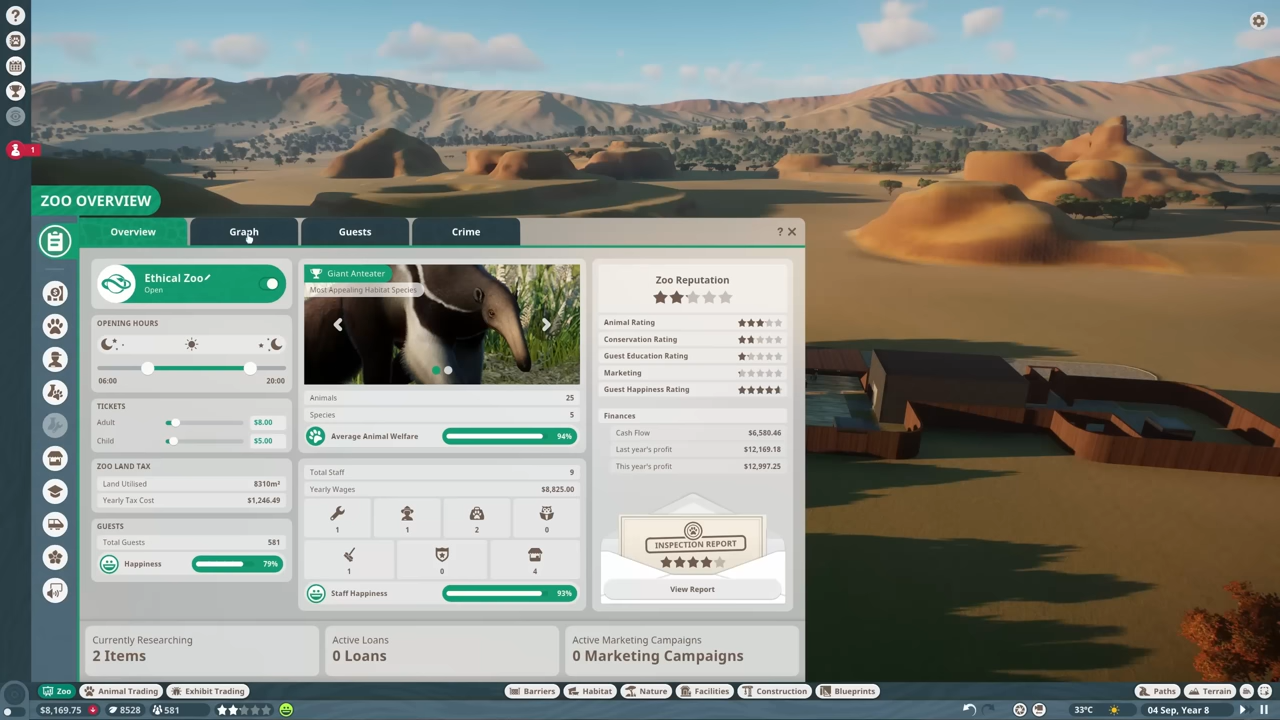 ?
1
ZOO OVERVIEW
Overview
Graph
Guests
Crime
?
Ethical Zoo
Open
OPENING HOURS
06:00
20:00
TICKETS
Adult
$8.00
Child
$5.00
ZOO LAND TAX
Land Utilised
8310m²
Yearly Tax Cost
$1,246.49
GUESTS
Total Guests
581
Happiness
79%
Giant Anteater
Most Appealing Habitat Species
Animals
25
Species
5
Average Animal Welfare
94%
Total Staff
9
Yearly Wages
$8,825.00
1
1
2
0
1
0
4
Staff Happiness
93%
Zoo Reputation
Animal Rating
Conservation Rating
Guest Education Rating
Marketing
Guest Happiness Rating
Finances
Cash Flow
$6,580.46
Last year's profit
$12,169.18
This year's profit
$12,997.25
INSPECTION REPORT
View Report
Currently Researching
2 Items
Active Loans
0 Loans
Active Marketing Campaigns
0 Marketing Campaigns
Zoo
Animal Trading
Exhibit Trading
Barriers
Habitat
Nature
Facilities
Construction
Blueprints
Paths
Terrain
$8,169.75
8528
581
33°C
04 Sep, Year 8